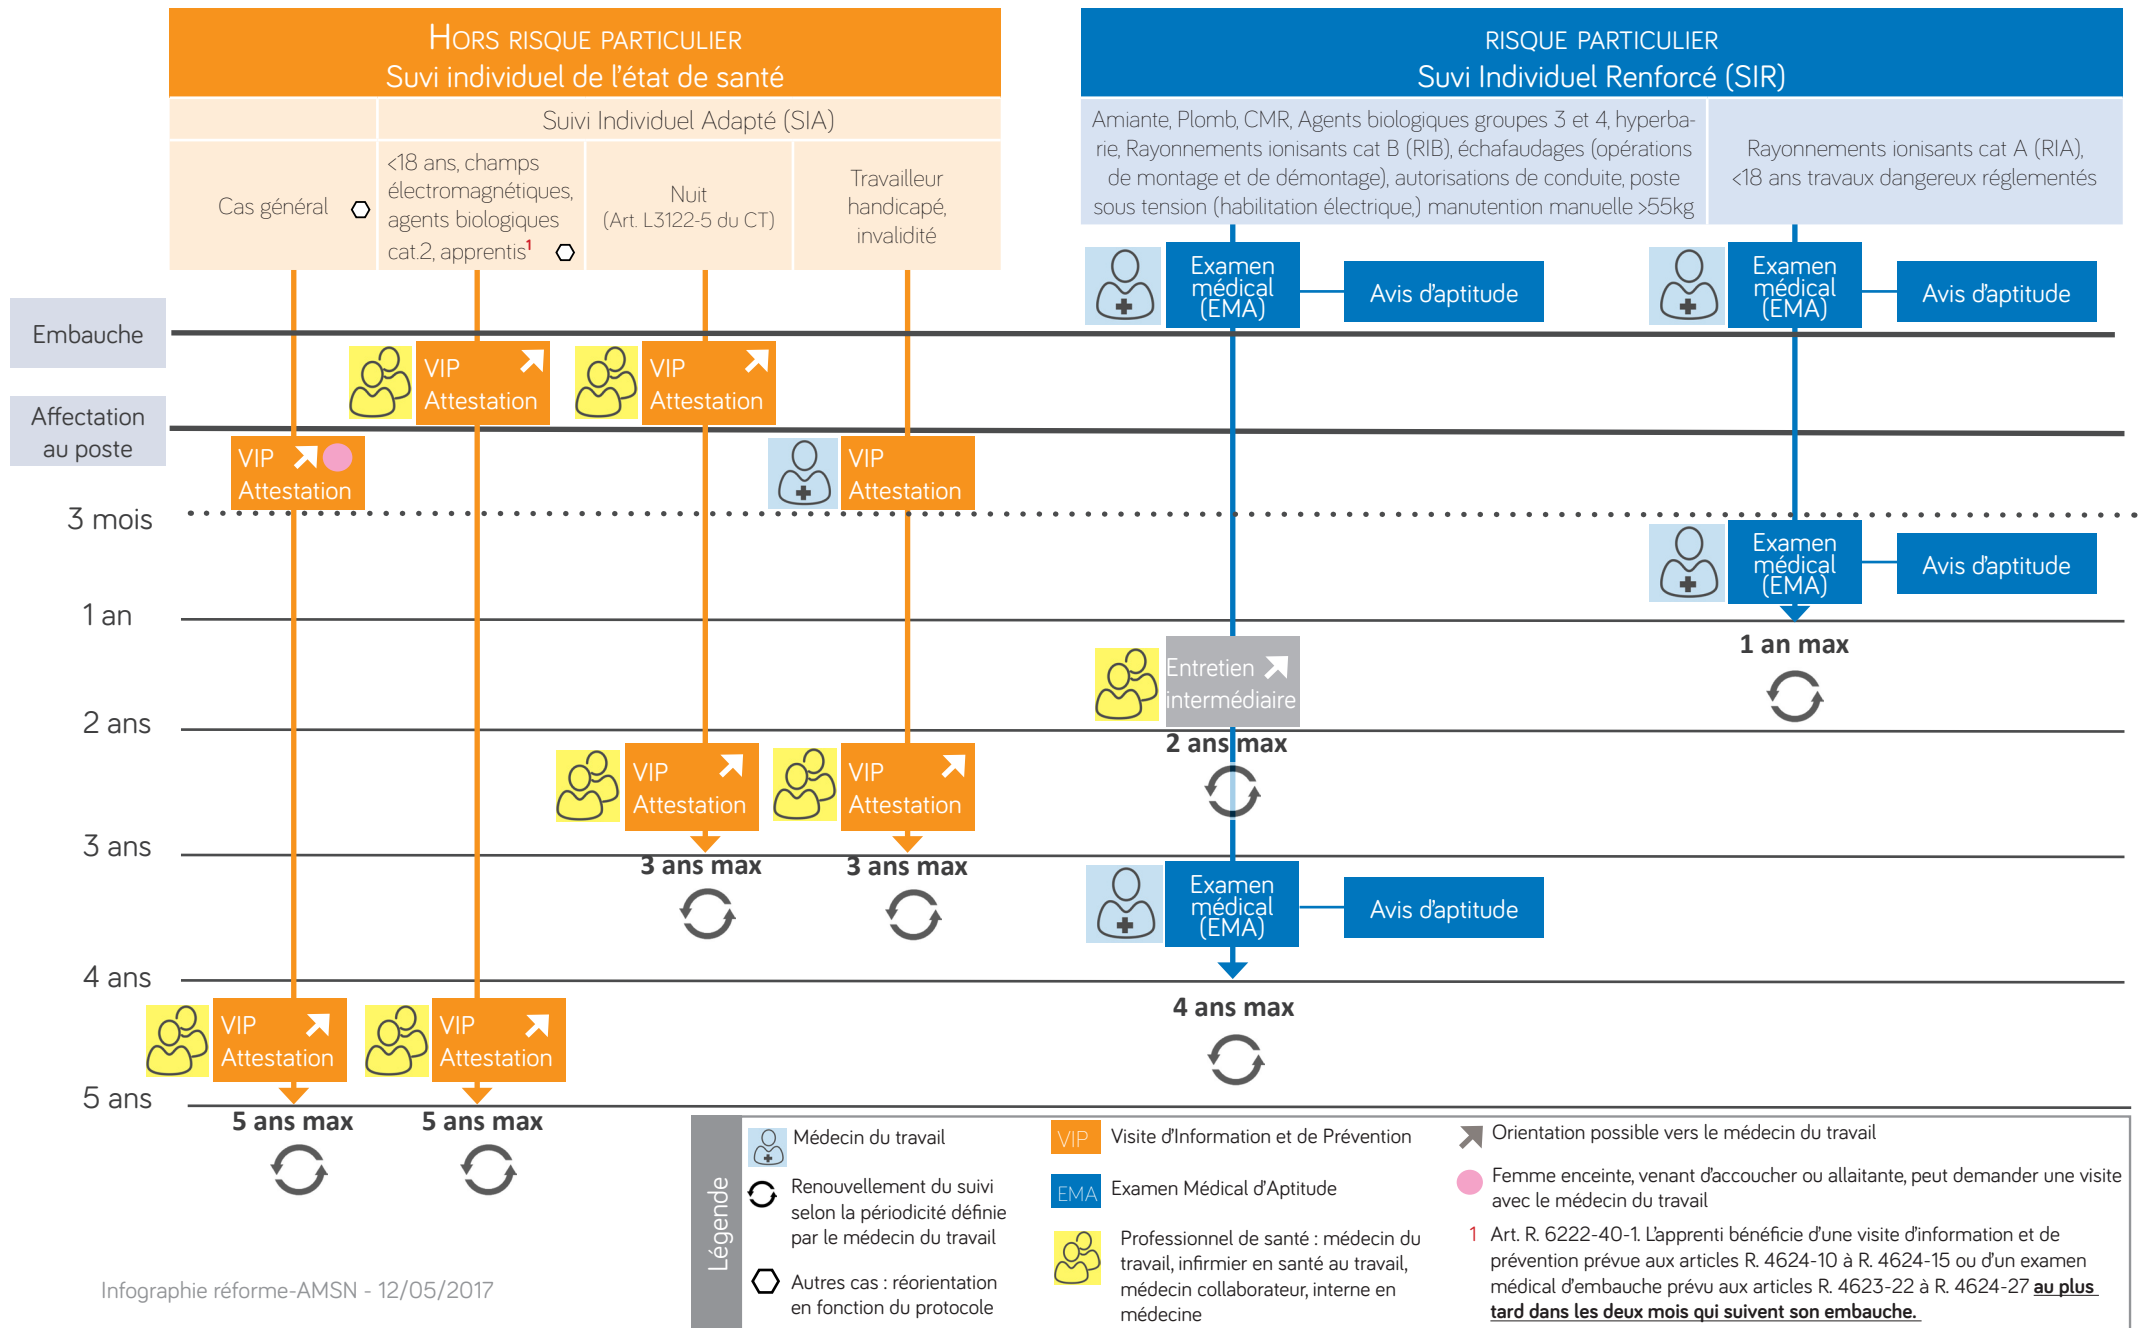 HORS RISQUE PARTICULIER
Suvi individuel de l'état de santé
RISQUE PARTICULIER
Suvi Individuel Renforcé (SIR)
Suivi Individuel Adapté (SIA)
Cas général
<18 ans, champs
électromagnétiques,
agents biologiques
cat.2, apprentis1
Nuit
(Art. L3122-5 du CT)
Travailleur
handicapé,
invalidité
Amiante, Plomb, CMR, Agents biologiques groupes 3 et 4, hyperba-
rie, Rayonnements ionisants cat B (RIB), échafaudages (opérations
de montage et de démontage), autorisations de conduite, poste
sous tension (habilitation électrique,) manutention manuelle >55kg
Rayonnements ionisants cat A (RIA),
<18 ans travaux dangereux réglementés
Examen
médical
(EMA)
Avis d'aptitude
Examen
médical
(EMA)
Avis d'aptitude
Embauche
VIP
Attestation
VIP
Attestation
Affectation
au poste
VIP
Attestation
VIP
Attestation
3 mois
Examen
médical
(EMA)
Avis d'aptitude
1 an
1 an max
Entretien
intermédiaire
2 ans
2 ans max
VIP
Attestation
VIP
Attestation
3 ans
3 ans max
3 ans max
Examen
médical
(EMA)
Avis d'aptitude
4 ans
4 ans max
VIP
Attestation
VIP
Attestation
5 ans
5 ans max
5 ans max
Légende
Médecin du travail
Renouvellement du suivi
selon la périodicité définie
par le médecin du travail
Autres cas : réorientation
en fonction du protocole
VIP
Visite d'Information et de Prévention
EMA
Examen Médical d'Aptitude
Professionnel de santé : médecin du
travail, infirmier en santé au travail,
médecin collaborateur, interne en
médecine
Orientation possible vers le médecin du travail
Femme enceinte, venant d'accoucher ou allaitante, peut demander une visite
avec le médecin du travail
1 Art. R. 6222-40-1. L'apprenti bénéficie d'une visite d'information et de
prévention prévue aux articles R. 4624-10 à R. 4624-15 ou d'un examen
médical d'embauche prévu aux articles R. 4623-22 à R. 4624-27 au plus
tard dans les deux mois qui suivent son embauche.
Infographie réforme-AMSN - 12/05/2017